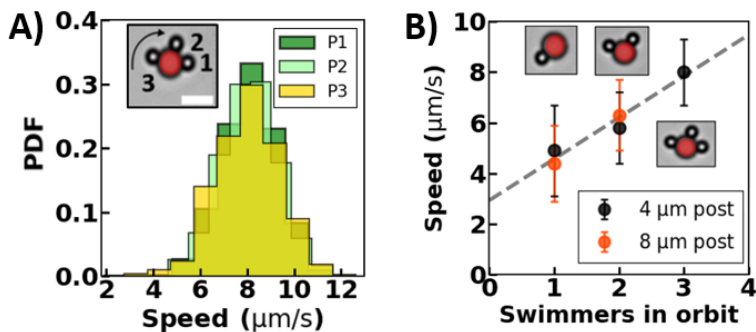 A)
0.4
0.3
0.2
0.1
0.0
PDF
1
2
3
P1
P2
P3
2 4 6 8 10 12
Speed (μm/s)
B)
10
8
6
4
2
0
Speed (μm/s)
4 μm post
8 μm post
0 1 2 3 4
Swimmers in orbit